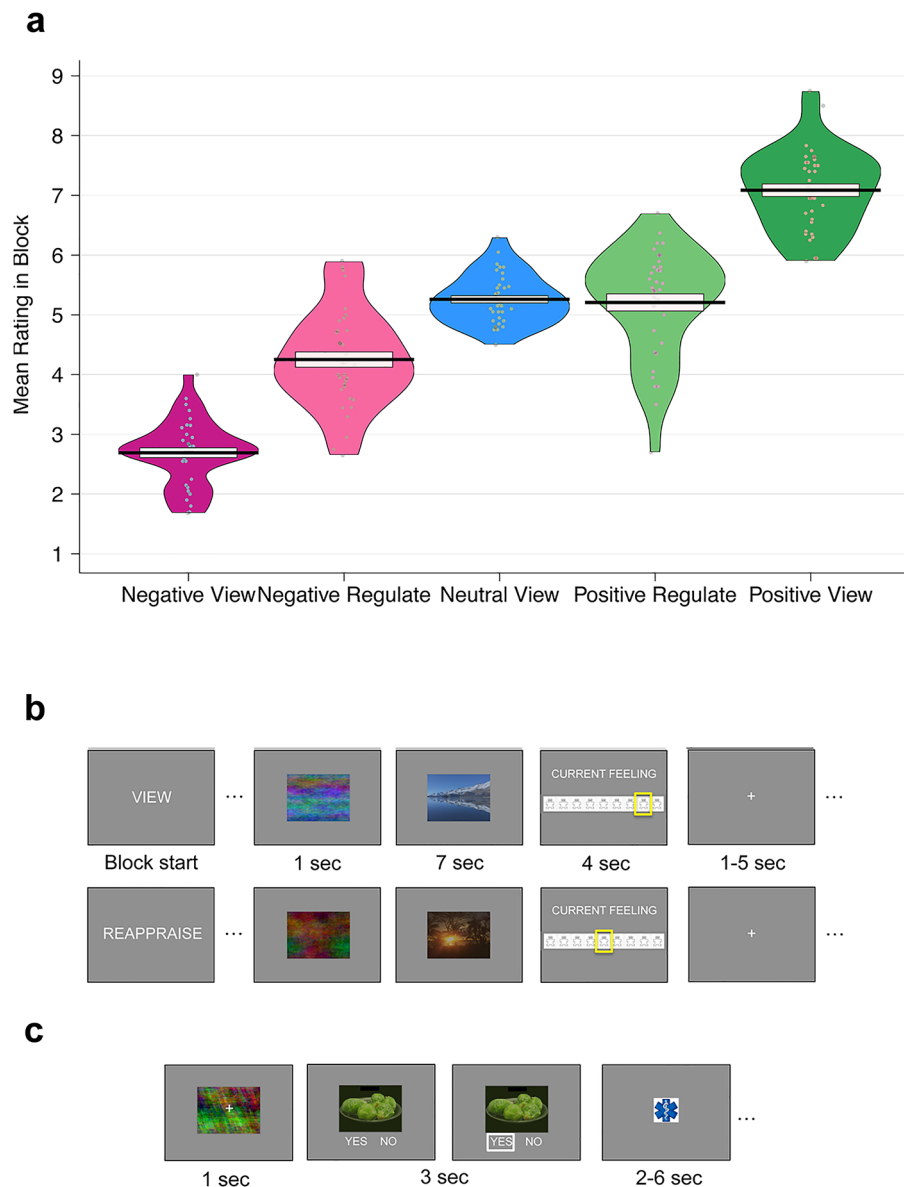 a
9
8
7
6
5
4
3
2
1
Mean Rating in Block
Negative View Negative Regulate Neutral View Positive Regulate Positive View
b
VIEW ... CURRENT FEELING + ...
Block start 1 sec 7 sec 4 sec 1-5 sec
REAPPRAISE ... CURRENT FEELING + ...
c
+ YES NO YES NO ...
1 sec 3 sec 2-6 sec